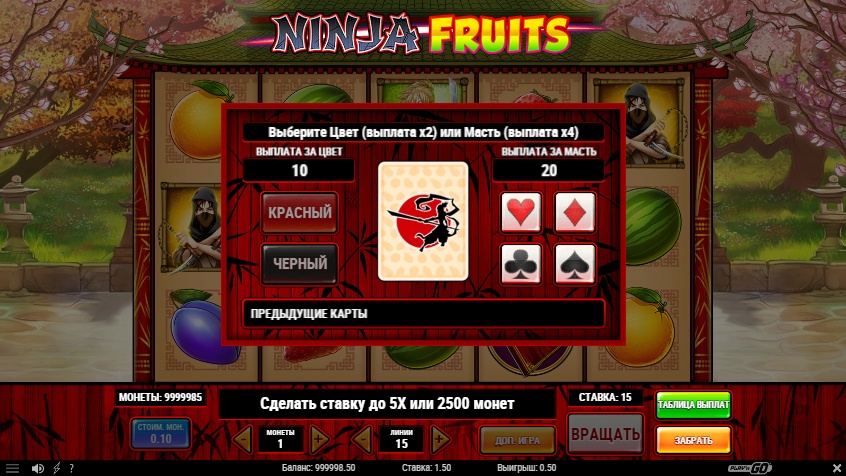 NINJA FRUITS
Выберите Цвет (выплата x2) или Масть (выплата x4)
ВЫПЛАТА ЗА ЦВЕТ
10
ВЫПЛАТА ЗА МАСТЬ
20
КРАСНЫЙ
ЧЕРНЫЙ
ПРЕДЫДУЩИЕ КАРТЫ
МОНЕТЫ: 9999985
Сделать ставку до 5X или 2500 монет
СТАВКА: 15
ТАБЛИЦА ВЫПЛАТ
СТОИМ. МОН.
0.10
МОНЕТЫ
1
ЛИНИИ
15
ДОП. ИГРА
ВРАЩАТЬ
ЗАБРАТЬ
?
Баланс: 999998.50
Ставка: 1.50
Выигрыш: 0.50
PLAY'N GO